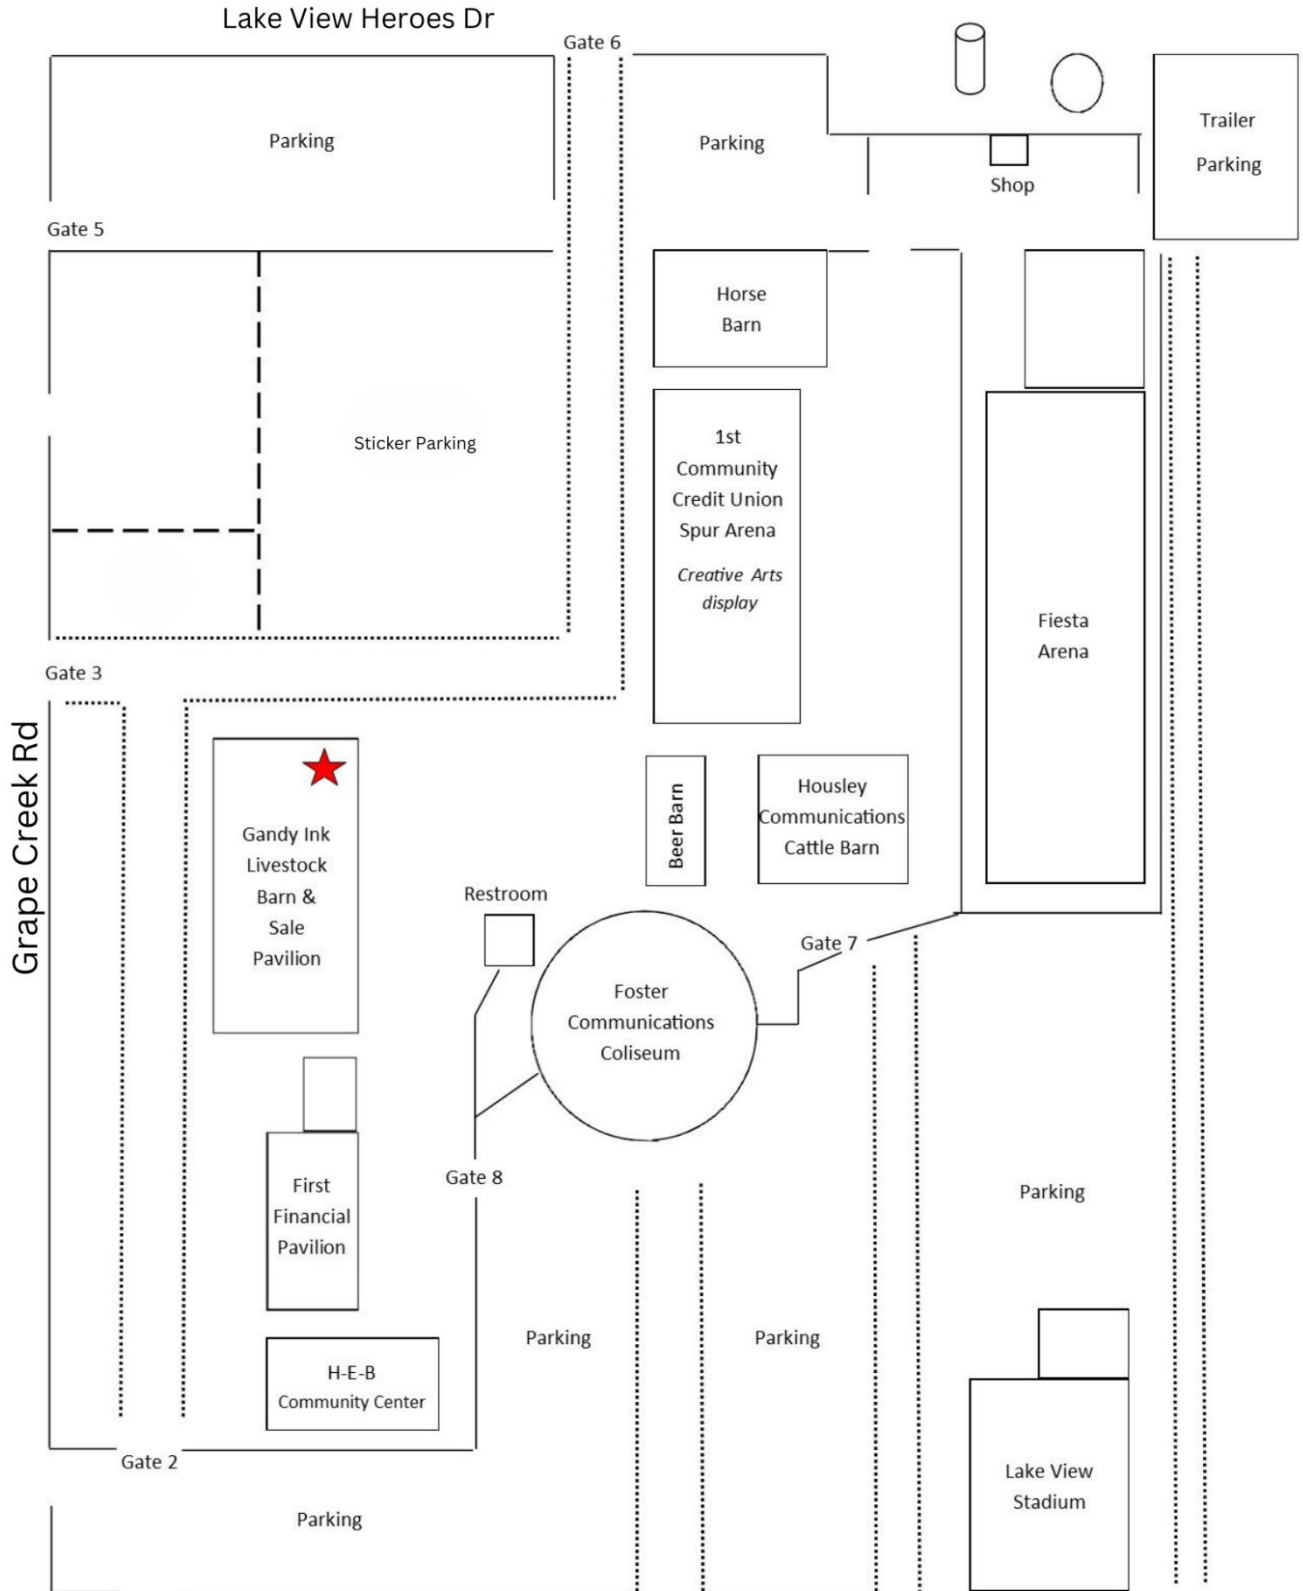 Lake View Heroes Dr
Gate 6
Parking
Parking
Trailer
Parking
Shop
Gate 5
Horse
Barn
Sticker Parking
1st
Community
Credit Union
Spur Arena
Creative Arts
display
Fiesta
Arena
Gate 3
Grape Creek Rd
Gandy Ink
Livestock
Barn &
Sale
Pavilion
Beer Barn
Housley
Communications
Cattle Barn
Restroom
Gate 7
Foster
Communications
Coliseum
Gate 8
First
Financial
Pavilion
Parking
Parking
Parking
H-E-B
Community Center
Gate 2
Lake View
Stadium
Parking